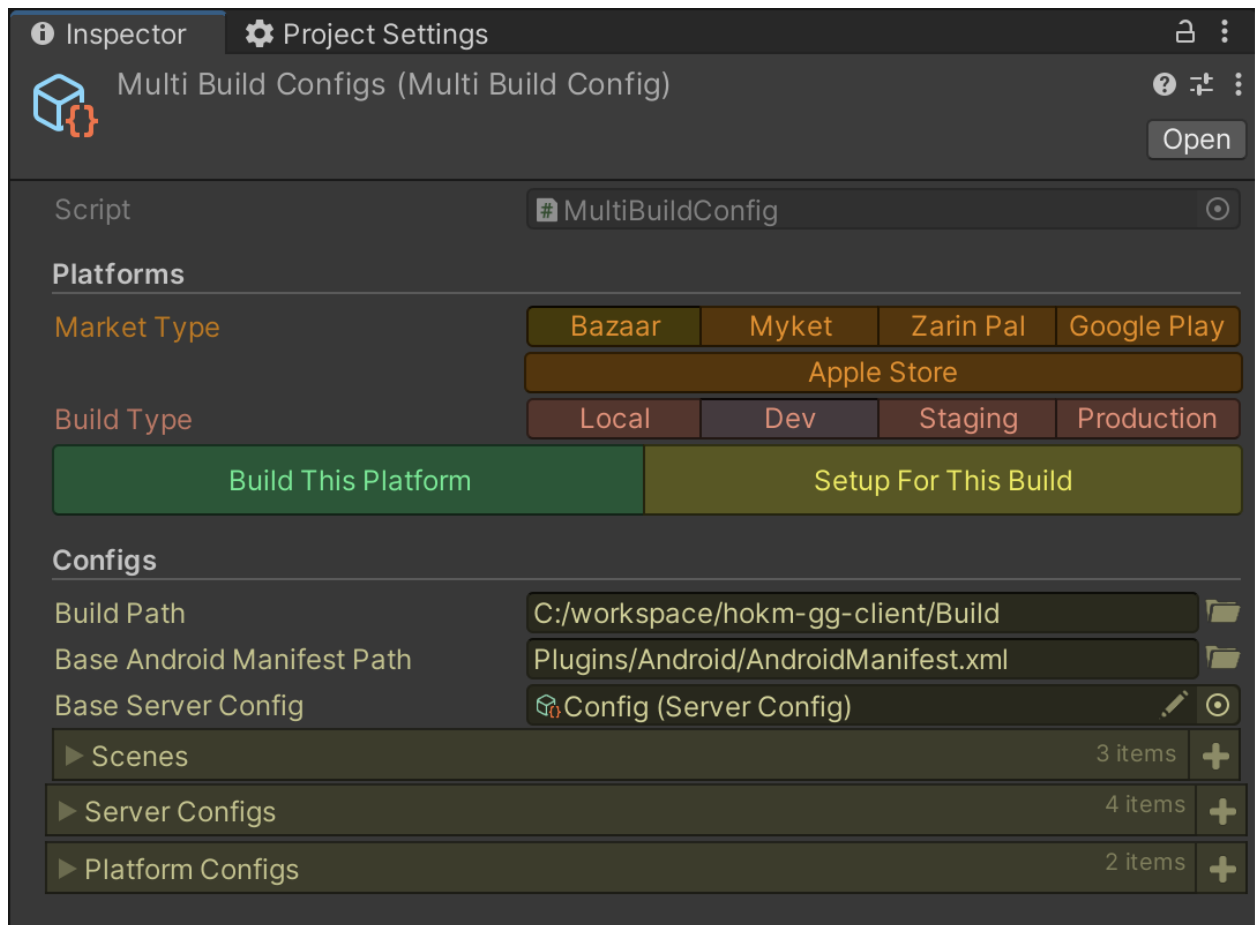 Inspector Project Settings
Multi Build Configs (Multi Build Config)
Open
Script # MultiBuildConfig
Platforms
Market Type Bazaar Myket Zarin Pal Google Play
Apple Store
Build Type Local Dev Staging Production
Build This Platform Setup For This Build
Configs
Build Path C:/workspace/hokm-gg-client/Build
Base Android Manifest Path Plugins/Android/AndroidManifest.xml
Base Server Config Config (Server Config)
Scenes 3 items
Server Configs 4 items
Platform Configs 2 items